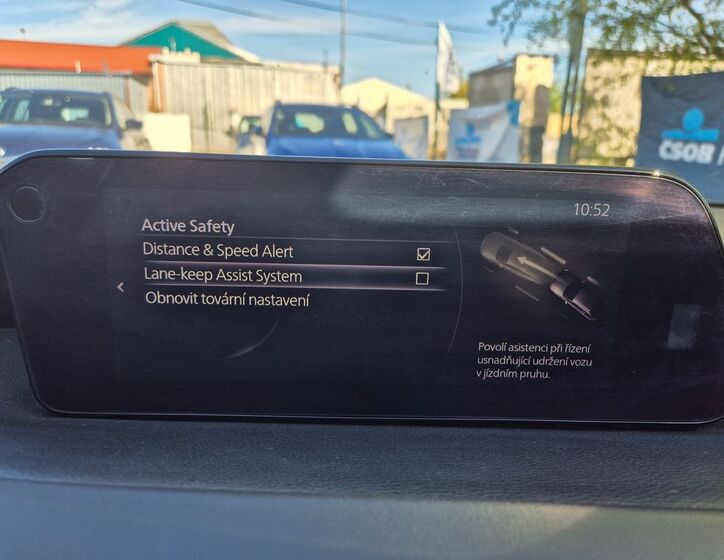 10:52
Active Safety
Distance & Speed Alert
Lane-keep Assist System
Obnovit tovární nastavení
Povolí asistenci při řízení
usnadňující udržení vozu
v jízdním pruhu.
ČSOB